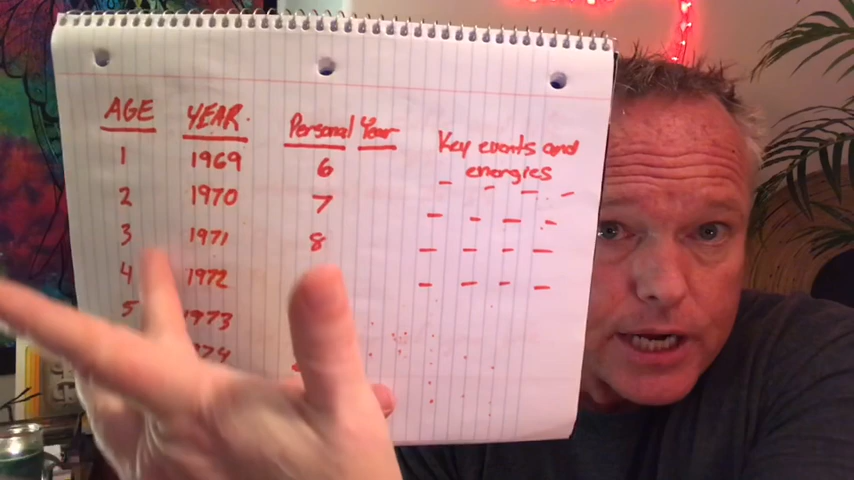 AGE YEAR. Personal Year Key events and energies
1 1969 6
2 1970 7
3 1971 8
4 1972
5 1973